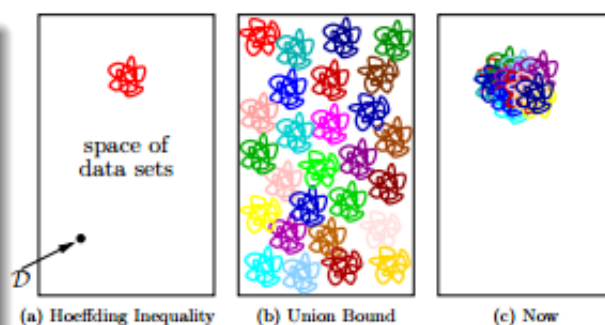 space of
data sets
D
(a) Hoeffding Inequality
(b) Union Bound
(c) Now